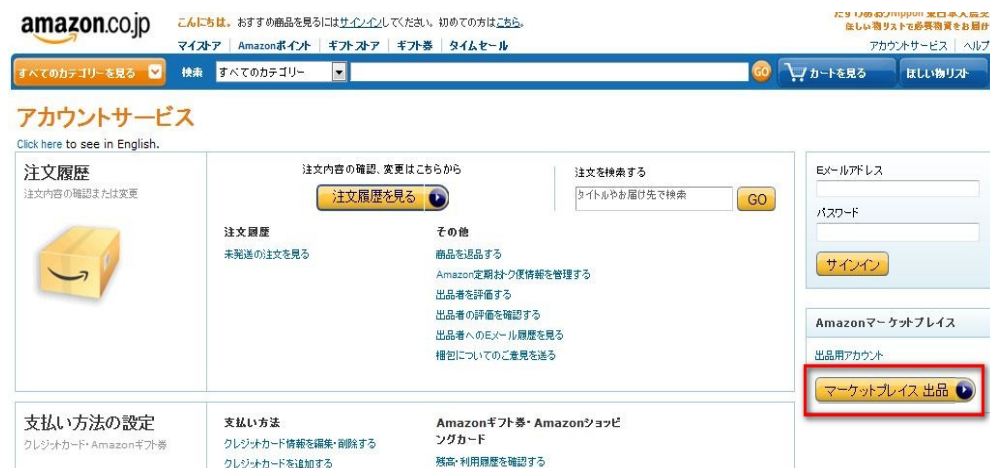 amazon.co.jp
こんにちは。おすすめ商品を見るにはサインインしてください。初めての方はこちら。
マイストア
Amazonポイント
ギフトストア
ギフト券
タイムセール
ほしい物リストで必要物資をお届け
アカウントサービス
ヘルプ
すべてのカテゴリーを見る
検索
すべてのカテゴリー
GO
カートを見る
ほしい物リスト
アカウントサービス
Click here to see in English.
注文履歴
注文内容の確認または変更
注文内容の確認、変更はこちらから
注文履歴を見る
注文を検索する
タイトルやお届け先で検索
GO
注文履歴
未発送の注文を見る
その他
商品を返品する
Amazon定期おトク便情報を管理する
出品者を評価する
出品者の評価を確認する
出品者へのEメール履歴を見る
梱包についてのご意見を送る
Eメールアドレス
パスワード
サインイン
Amazonマーケットプレイス
出品用アカウント
マーケットプレイス 出品
支払い方法の設定
クレジットカード・Amazonギフト券
支払い方法
クレジットカード情報を編集・削除する
クレジットカードを追加する
Amazonギフト券・Amazonショッピ
ングカード
残高・利用履歴を確認する